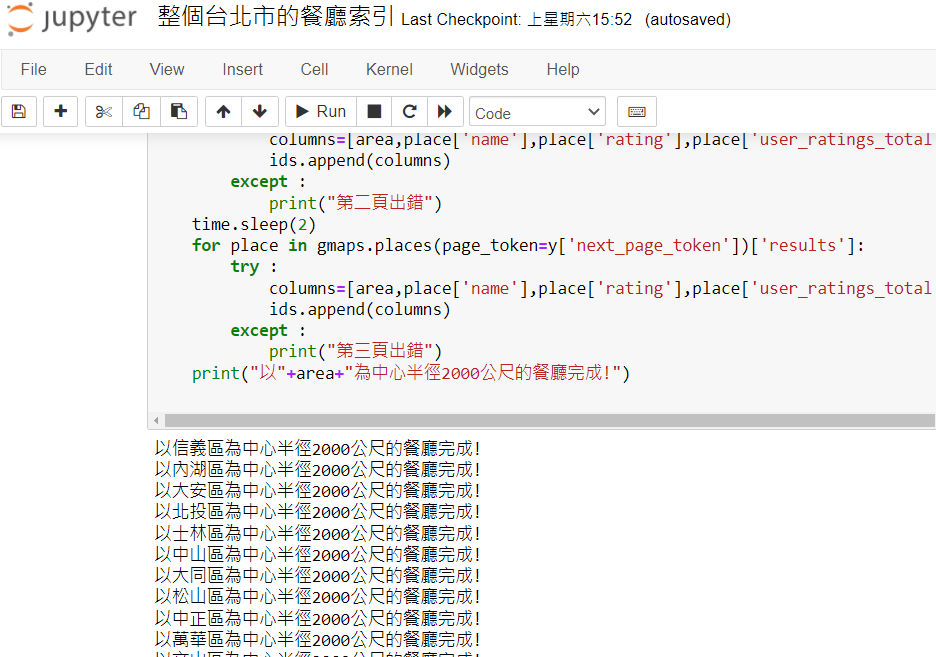 jupyter 整個台北市的餐廳索引 Last Checkpoint: 上星期六15:52 (autosaved)
File Edit View Insert Cell Kernel Widgets Help
Run Code
columns=[area,place['name'],place['rating'],place['user_ratings_total
ids.append(columns)
except :
print("第二頁出錯")
time.sleep(2)
for place in gmaps.places(page_token=y['next_page_token'])['results']:
try :
columns=[area,place['name'],place['rating'],place['user_ratings_total
ids.append(columns)
except :
print("第三頁出錯")
print("以"+area+"為中心半徑2000公尺的餐廳完成!")
以信義區為中心半徑2000公尺的餐廳完成!
以內湖區為中心半徑2000公尺的餐廳完成!
以大安區為中心半徑2000公尺的餐廳完成!
以北投區為中心半徑2000公尺的餐廳完成!
以士林區為中心半徑2000公尺的餐廳完成!
以中山區為中心半徑2000公尺的餐廳完成!
以大同區為中心半徑2000公尺的餐廳完成!
以松山區為中心半徑2000公尺的餐廳完成!
以中正區為中心半徑2000公尺的餐廳完成!
以萬華區為中心半徑2000公尺的餐廳完成!